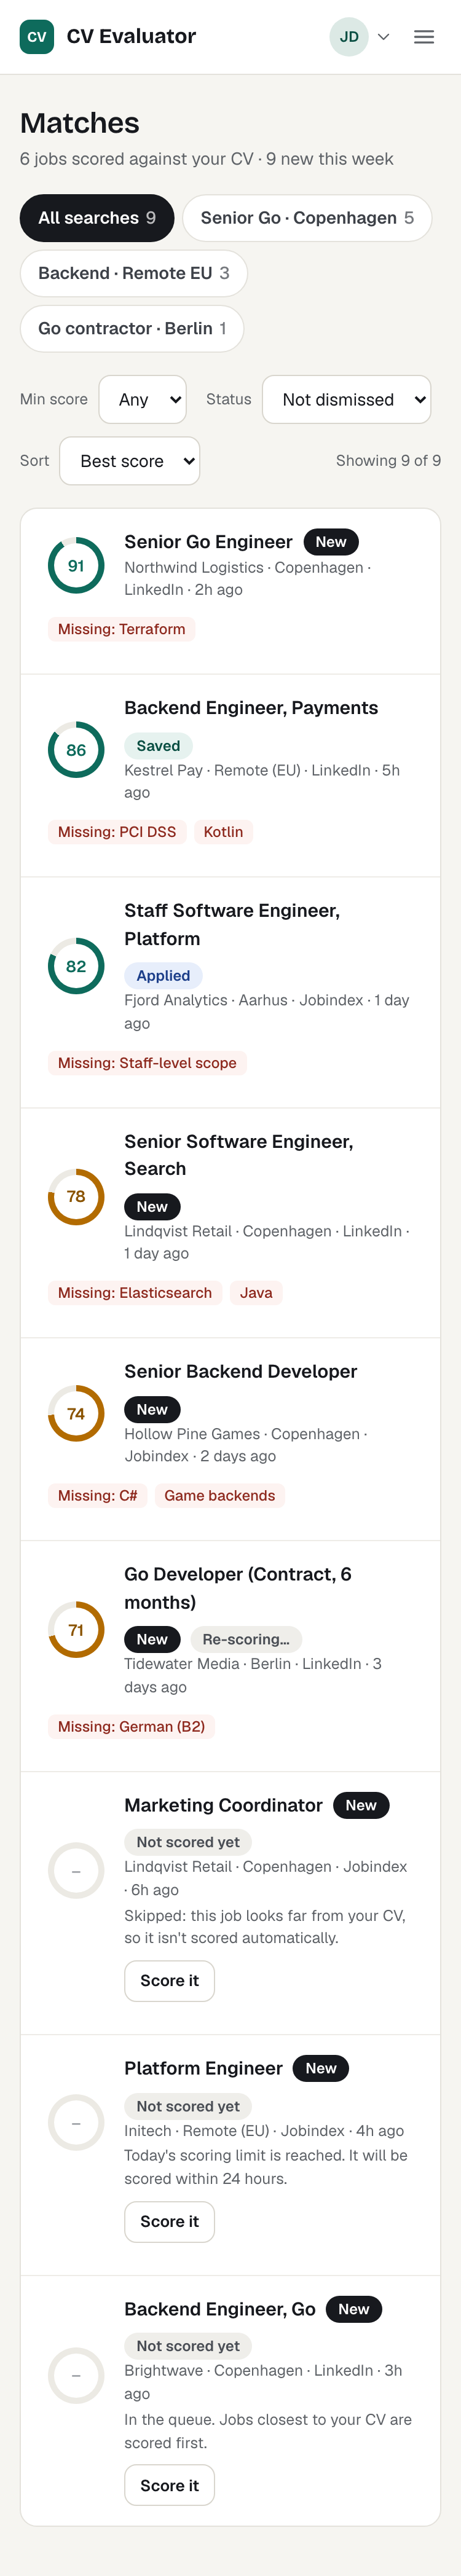 CV CV Evaluator JD
Matches
6 jobs scored against your CV · 9 new this week
All searches 9 Senior Go · Copenhagen 5
Backend · Remote EU 3
Go contractor · Berlin 1
Min score Any Status Not dismissed
Sort Best score Showing 9 of 9
91
Senior Go Engineer New
Northwind Logistics · Copenhagen ·
LinkedIn · 2h ago
Missing: Terraform
86
Backend Engineer, Payments
Saved
Kestrel Pay · Remote (EU) · LinkedIn · 5h
ago
Missing: PCI DSS Kotlin
82
Staff Software Engineer,
Platform
Applied
Fjord Analytics · Aarhus · Jobindex · 1 day
ago
Missing: Staff-level scope
78
Senior Software Engineer,
Search
New
Lindqvist Retail · Copenhagen · LinkedIn ·
1 day ago
Missing: Elasticsearch Java
74
Senior Backend Developer
New
Hollow Pine Games · Copenhagen ·
Jobindex · 2 days ago
Missing: C# Game backends
71
Go Developer (Contract, 6
months)
New Re-scoring…
Tidewater Media · Berlin · LinkedIn · 3
days ago
Missing: German (B2)
–
Marketing Coordinator New
Not scored yet
Lindqvist Retail · Copenhagen · Jobindex
· 6h ago
Skipped: this job looks far from your CV,
so it isn't scored automatically.
Score it
–
Platform Engineer New
Not scored yet
Initech · Remote (EU) · Jobindex · 4h ago
Today's scoring limit is reached. It will be
scored within 24 hours.
Score it
–
Backend Engineer, Go New
Not scored yet
Brightwave · Copenhagen · LinkedIn · 3h
ago
In the queue. Jobs closest to your CV are
scored first.
Score it